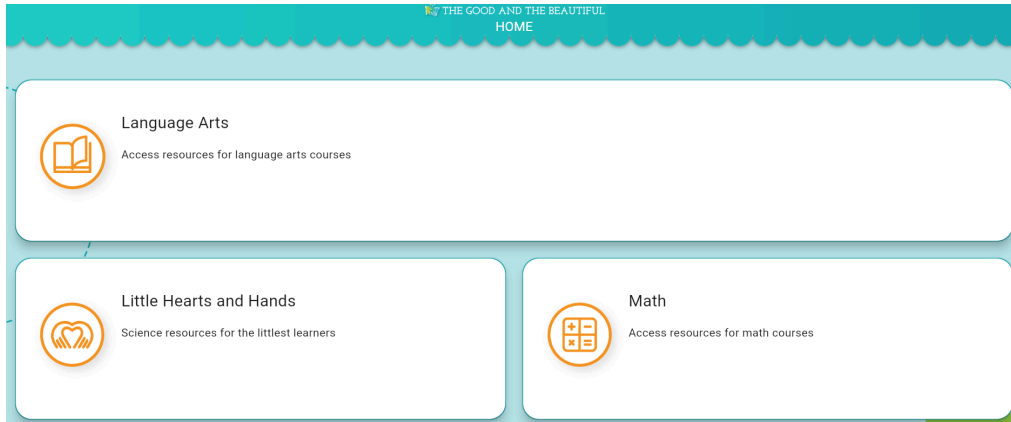 THE GOOD AND THE BEAUTIFUL
HOME
Language Arts
Access resources for language arts courses
Little Hearts and Hands
Science resources for the littlest learners
Math
Access resources for math courses